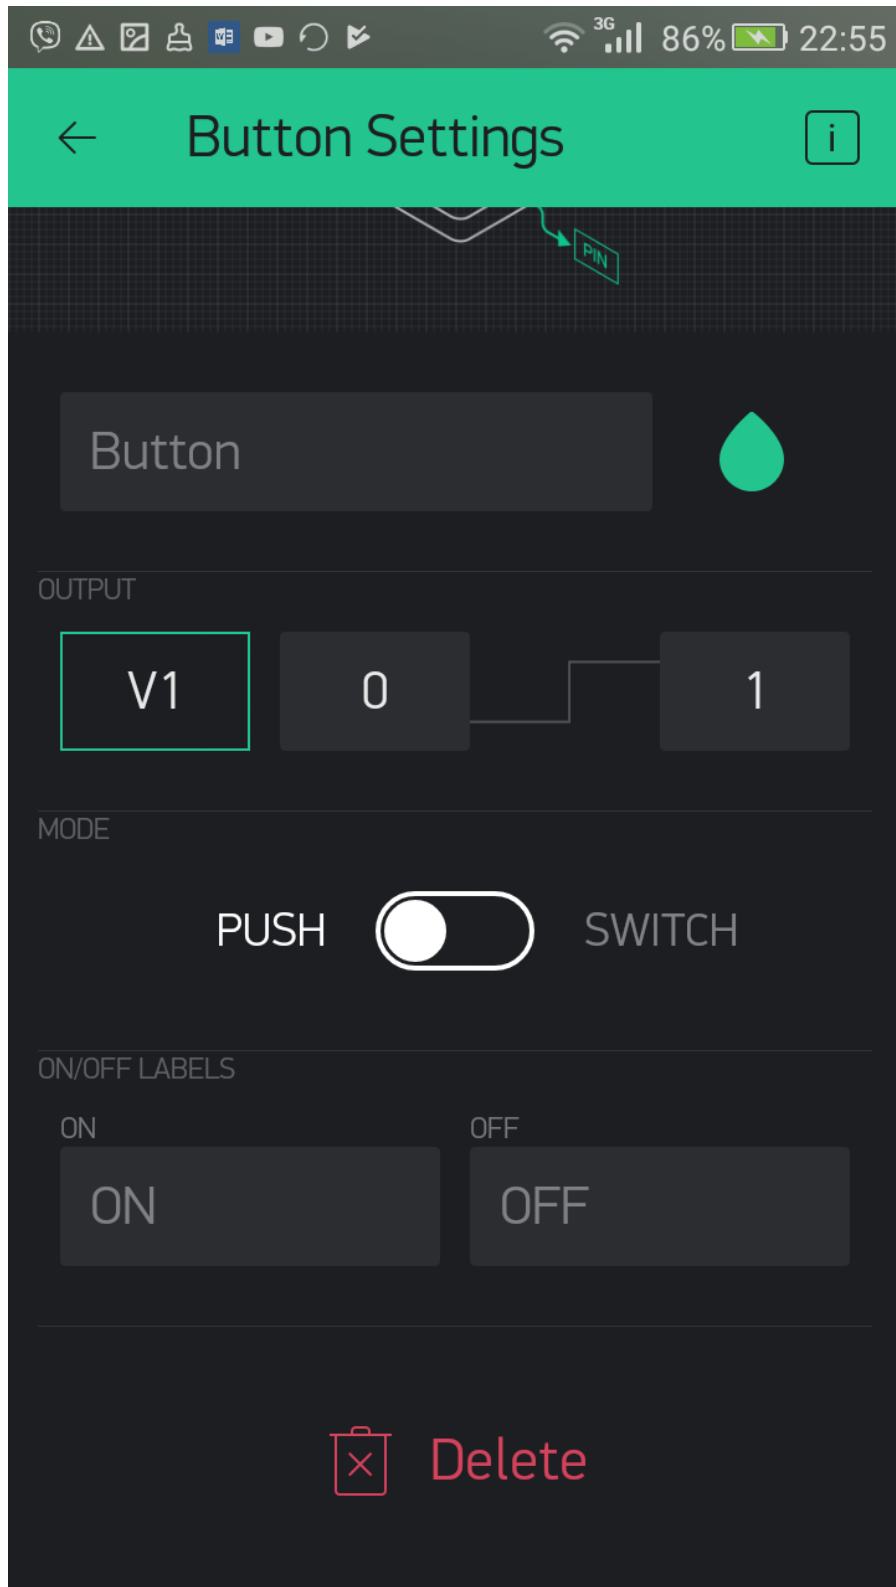 3G 86% 22:55
Button Settings
i
PIN
Button
OUTPUT
V1 0 1
MODE
PUSH SWITCH
ON/OFF LABELS
ON OFF
ON OFF
Delete